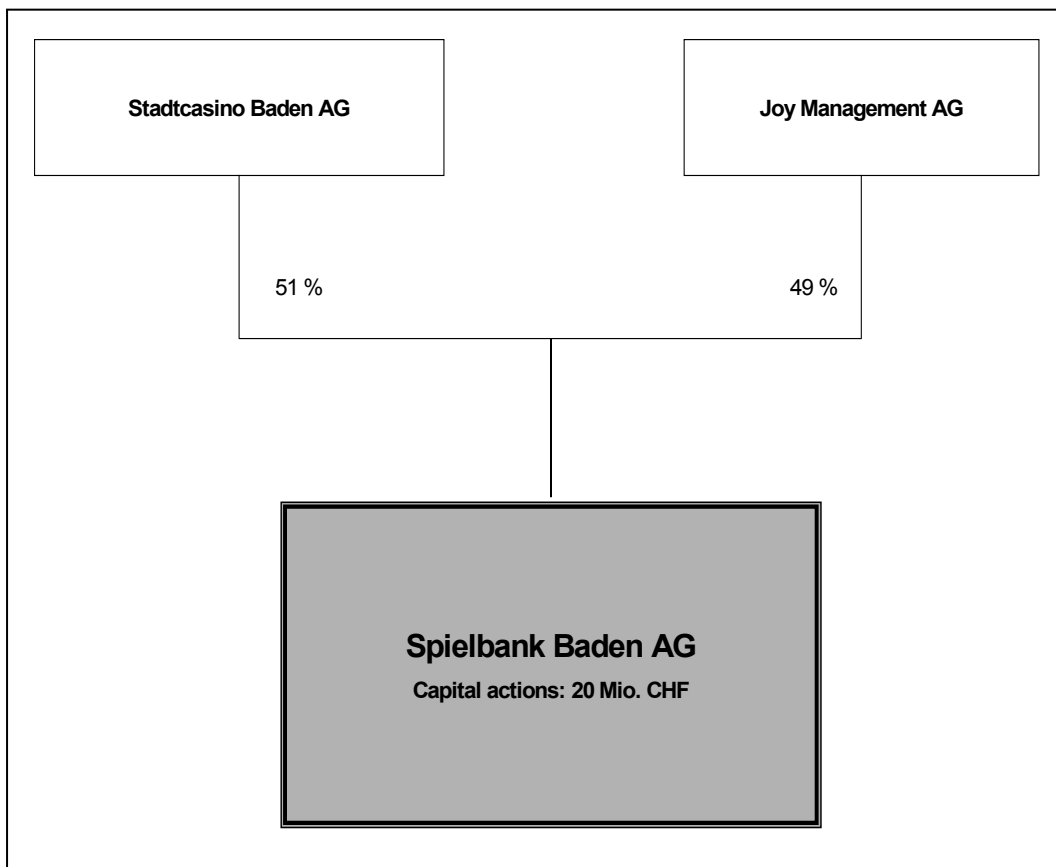 Stadtcasino Baden AG
Joy Management AG
51 %
49 %
Spielbank Baden AG
Capital actions: 20 Mio. CHF